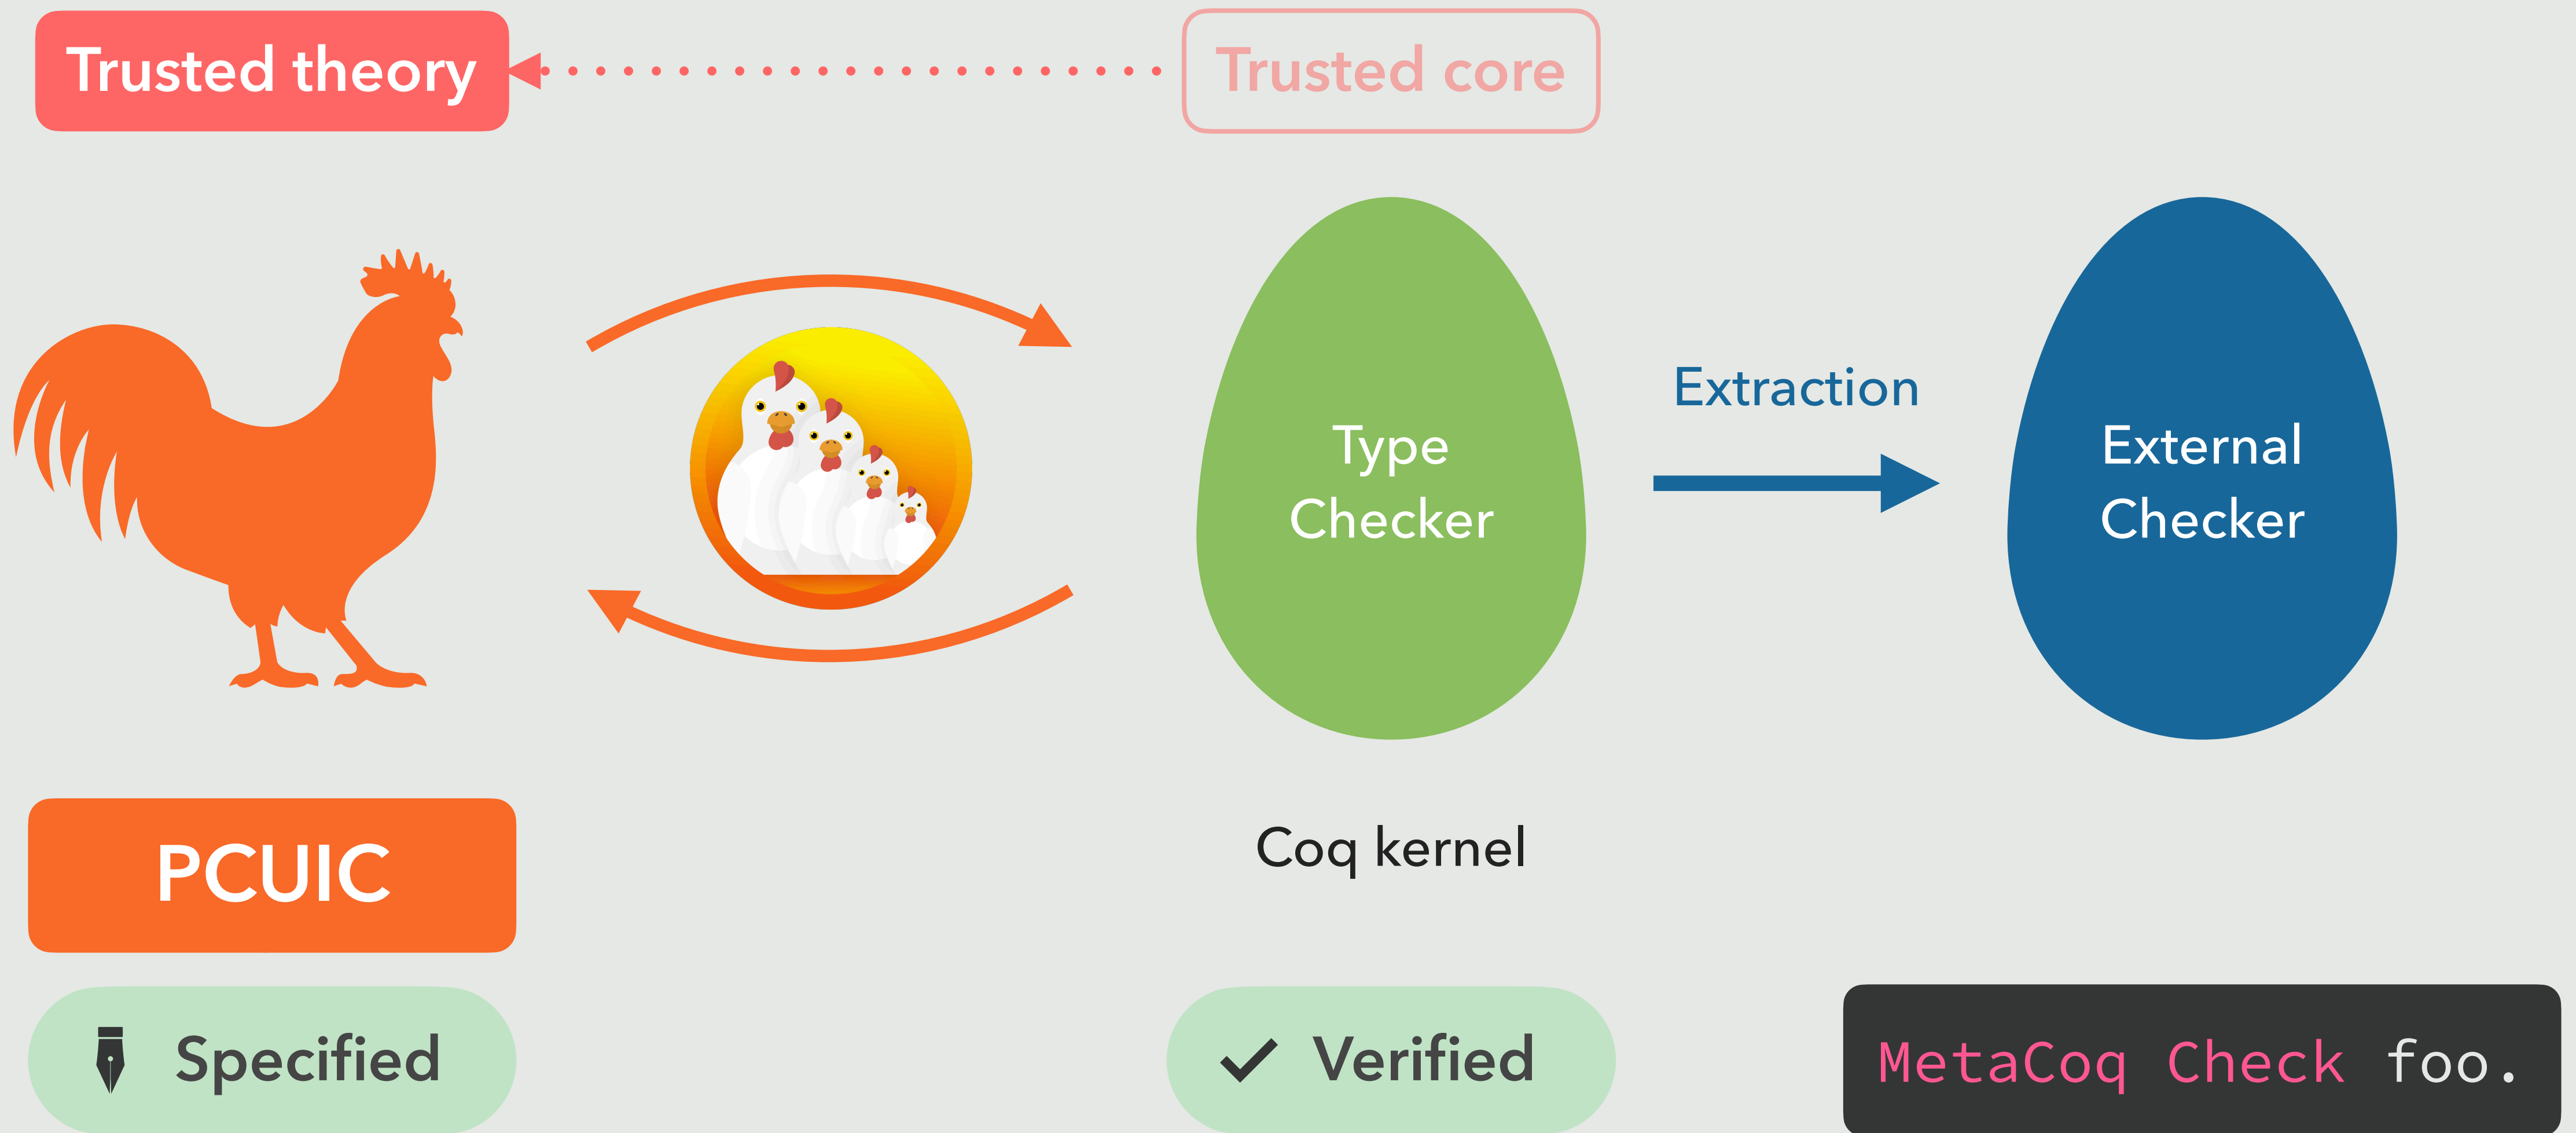 Trusted theory
Trusted core
Type
Checker
Extraction
External
Checker
PCUIC
Coq kernel
Specified
Verified
MetaCoq Check foo.